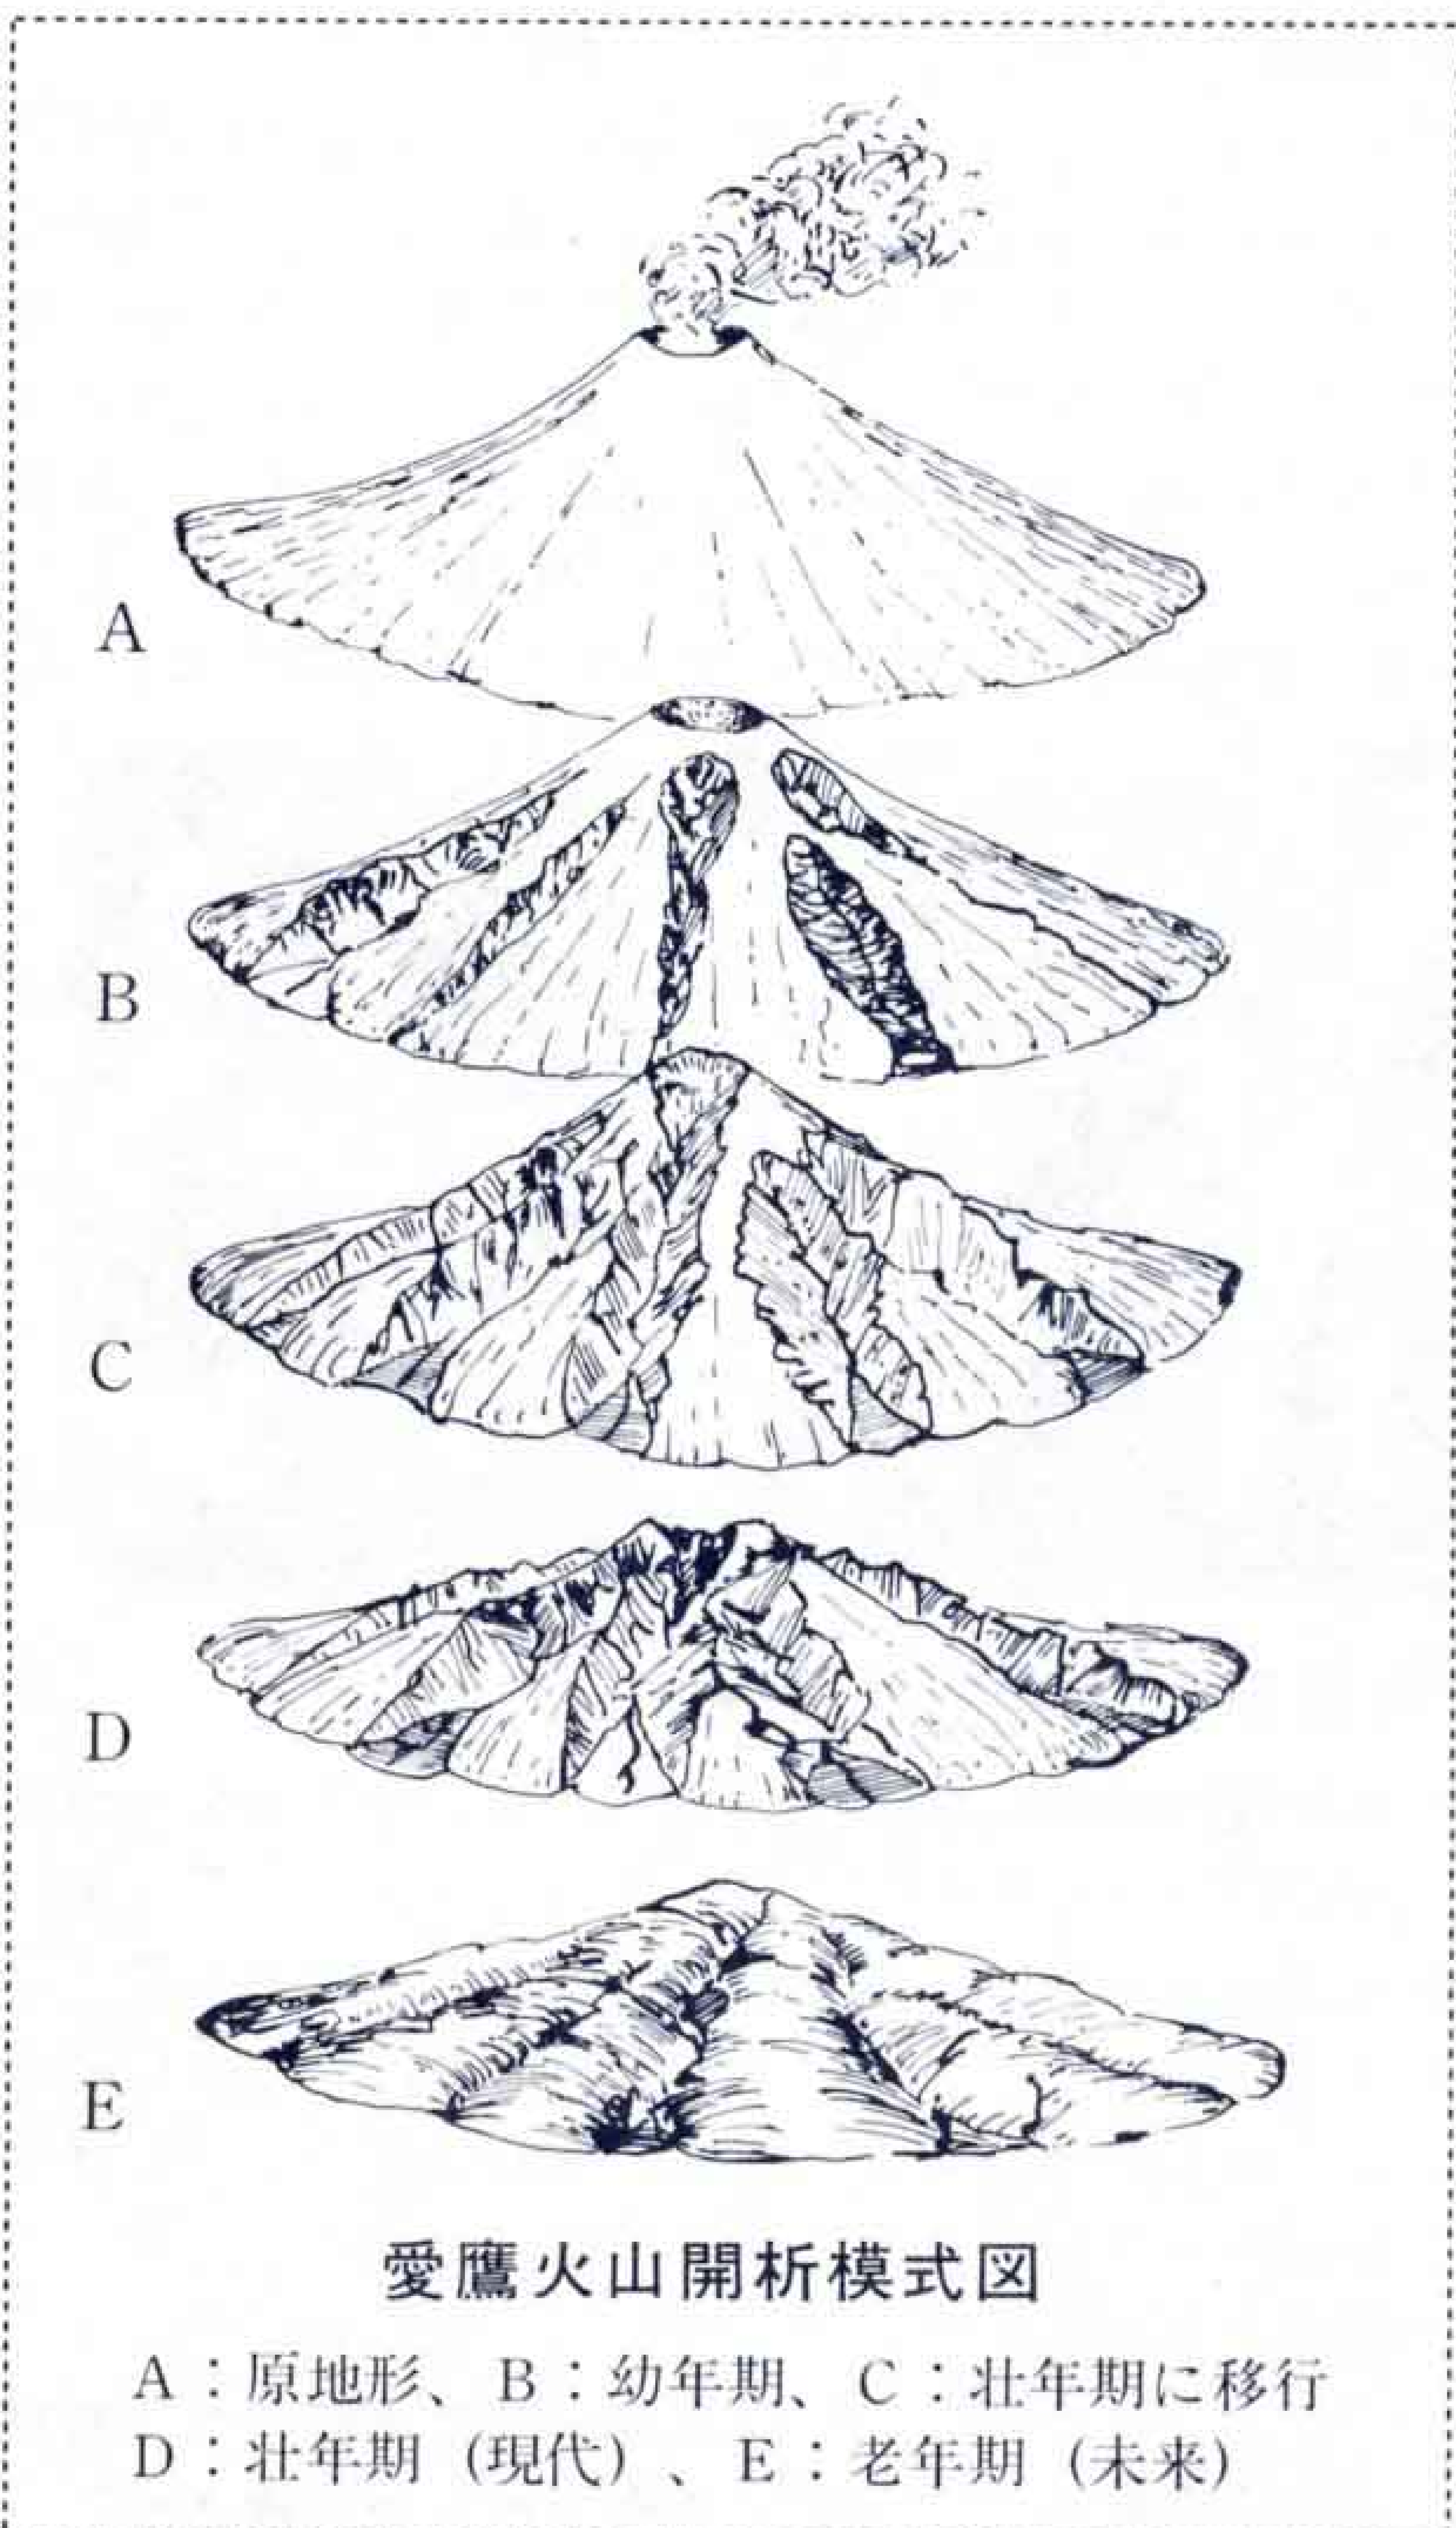 A
B
C
D
E
愛鷹火山開析模式図
A：原地形、B：幼年期、C：壮年期に移行
D：壮年期（現代）、E：老年期（未来）